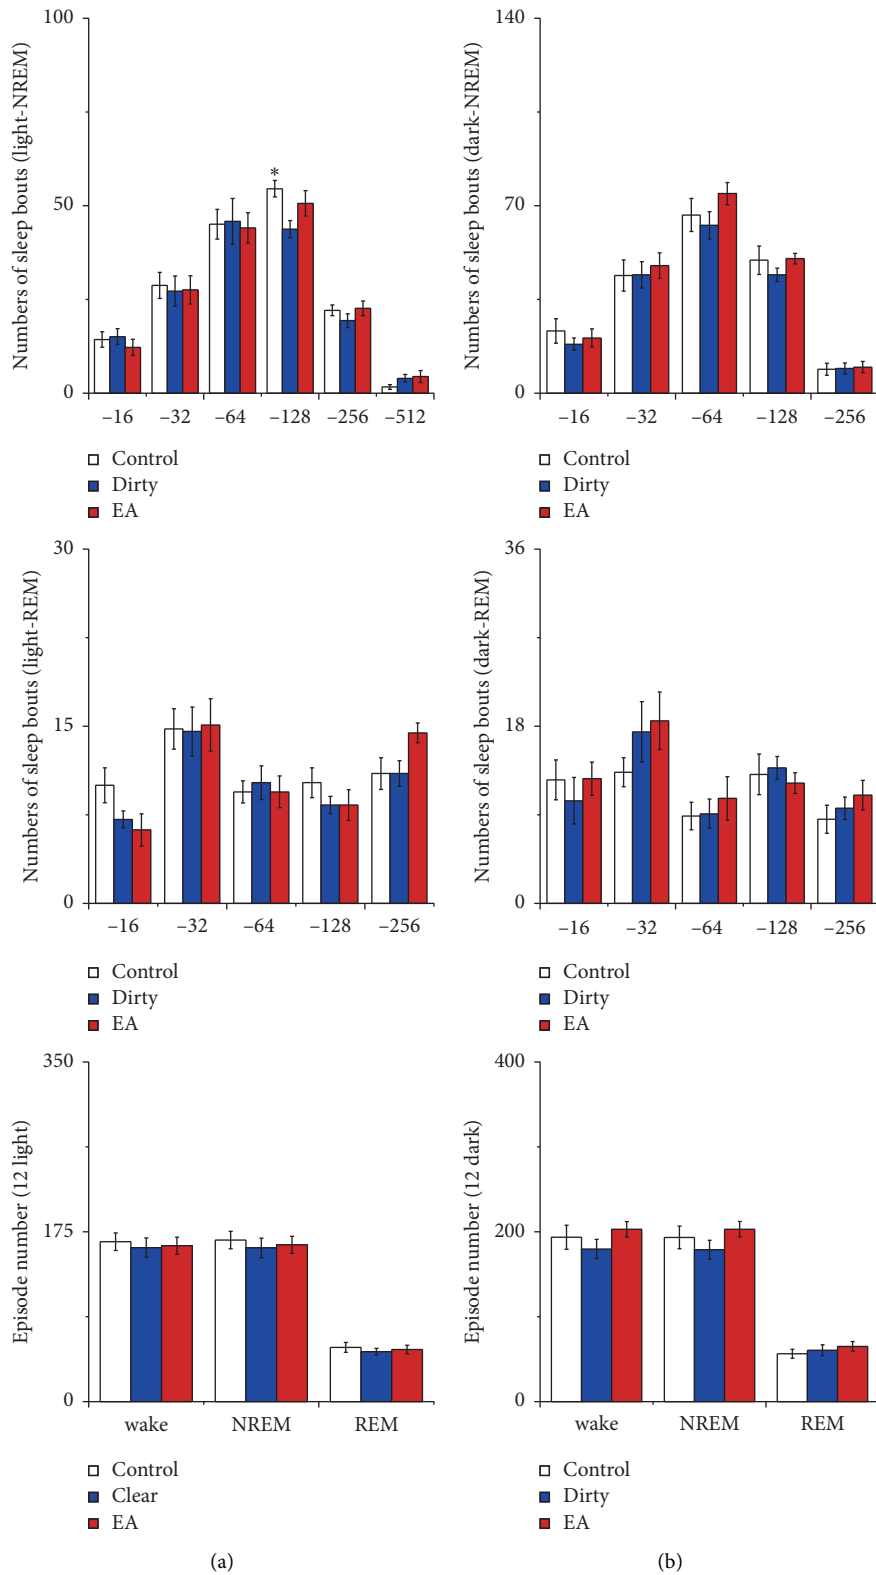 100
50
0
Numbers of sleep bouts (light-NREM)
*
–16 –32 –64 –128 –256 –512
Control
Dirty
EA
140
70
0
Numbers of sleep bouts (dark-NREM)
–16 –32 –64 –128 –256
Control
Dirty
EA
30
15
0
Numbers of sleep bouts (light-REM)
–16 –32 –64 –128 –256
Control
Dirty
EA
36
18
0
Numbers of sleep bouts (dark-REM)
–16 –32 –64 –128 –256
Control
Dirty
EA
350
175
0
Episode number (12 light)
wake NREM REM
Control
Clear
EA
(a)
400
200
0
Episode number (12 dark)
wake NREM REM
Control
Dirty
EA
(b)